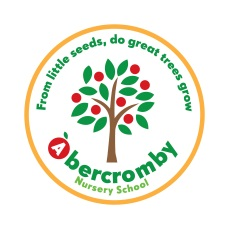 From little seeds, do great trees grow
Abercromby
Nursery School